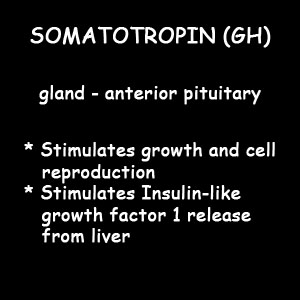 SOMATOTROPIN (GH)
gland - anterior pituitary
* Stimulates growth and cell
reproduction
* Stimulates Insulin-like
growth factor 1 release
from liver